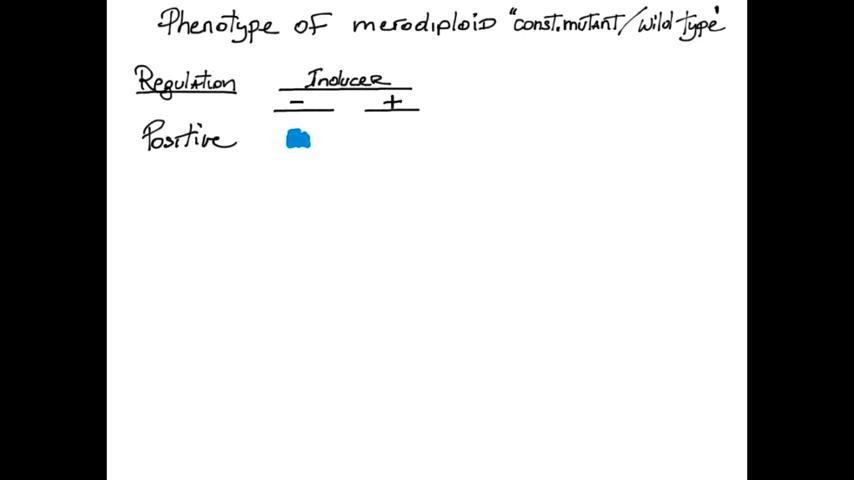 Phenotype of merodiploid "const.mutant/wild type"
Regulation Inducer
- +
Positive